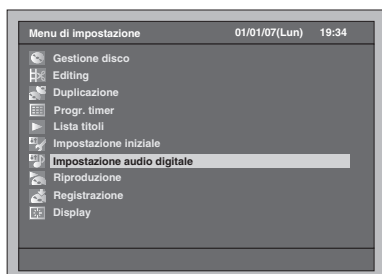 Menu di impostazione 01/01/07(Lun) 19:34
Gestione disco
Editing
Duplicazione
Progr. timer
Lista titoli
Impostazione iniziale
Impostazione audio digitale
Riproduzione
Registrazione
Display